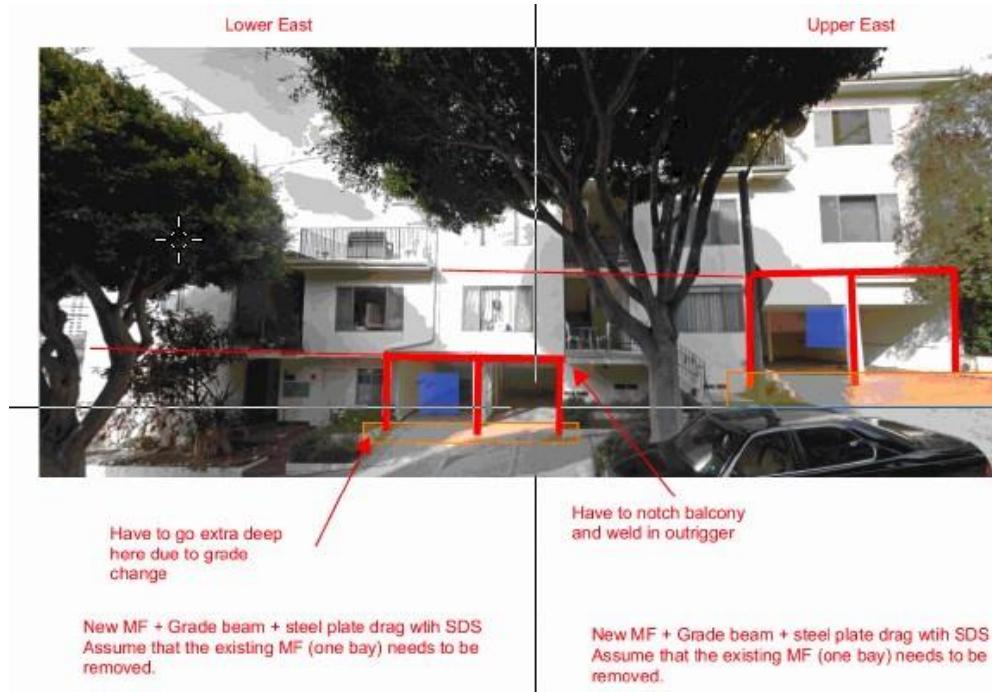 Lower East
Upper East
Have to go extra deep
here due to grade
change
Have to notch balcony
and weld in outrigger
New MF + Grade beam + steel plate drag wtih SDS
Assume that the existing MF (one bay) needs to be
removed.
New MF + Grade beam + steel plate drag wtih SDS
Assume that the existing MF (one bay) needs to be
removed.